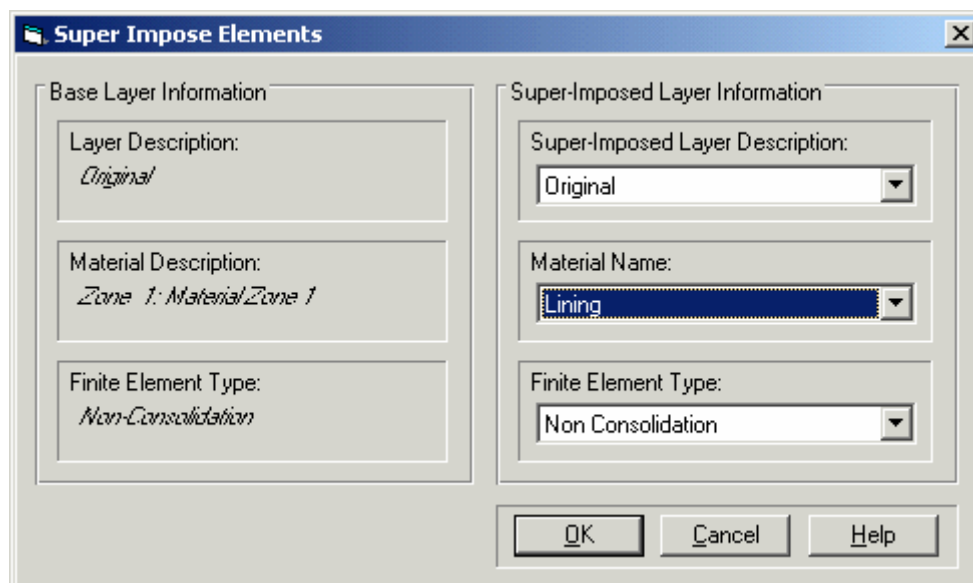 Super Impose Elements
Base Layer Information
Layer Description:
Original
Material Description:
Zone 1: Material Zone 1
Finite Element Type:
Non-Consolidation
Super-Imposed Layer Information
Super-Imposed Layer Description:
Original
Material Name:
Lining
Finite Element Type:
Non Consolidation
OK
Cancel
Help